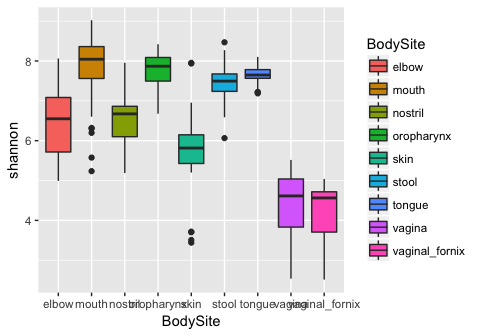 shannon
8
6
4
elbow mouth nostril oropharynx skin stool tongue vagina vaginal_fornix
BodySite
BodySite
elbow
mouth
nostril
oropharynx
skin
stool
tongue
vagina
vaginal_fornix